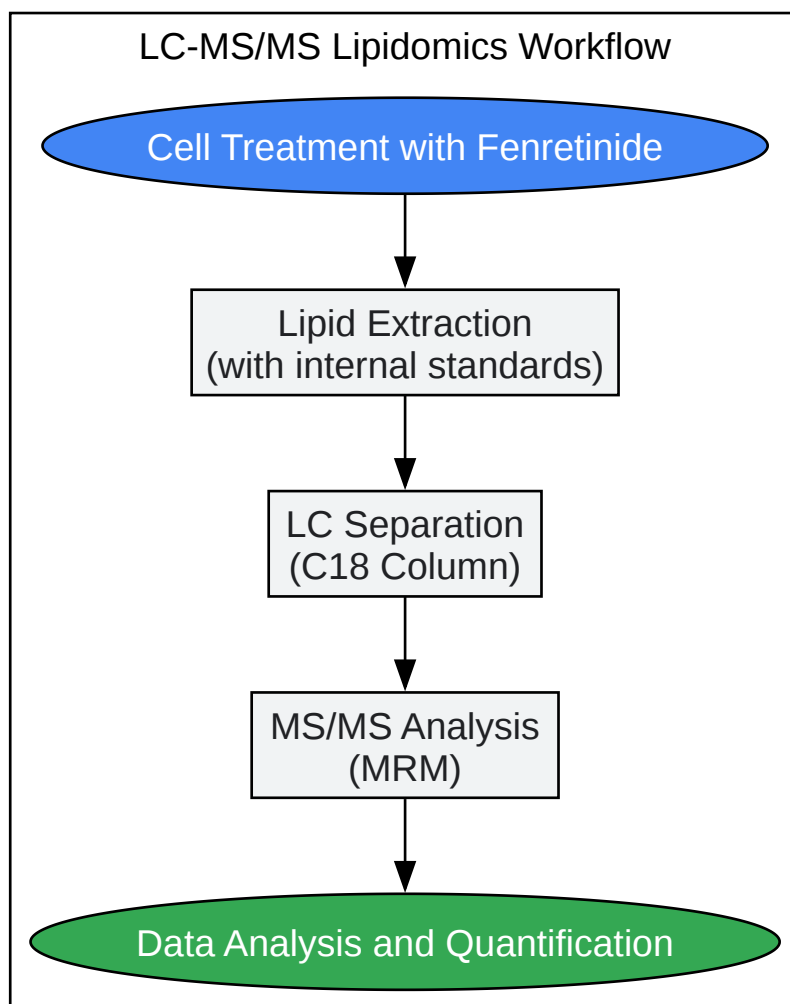 LC-MS/MS Lipidomics Workflow
Cell Treatment with Fenretinide
Lipid Extraction
(with internal standards)
LC Separation
(C18 Column)
MS/MS Analysis
(MRM)
Data Analysis and Quantification